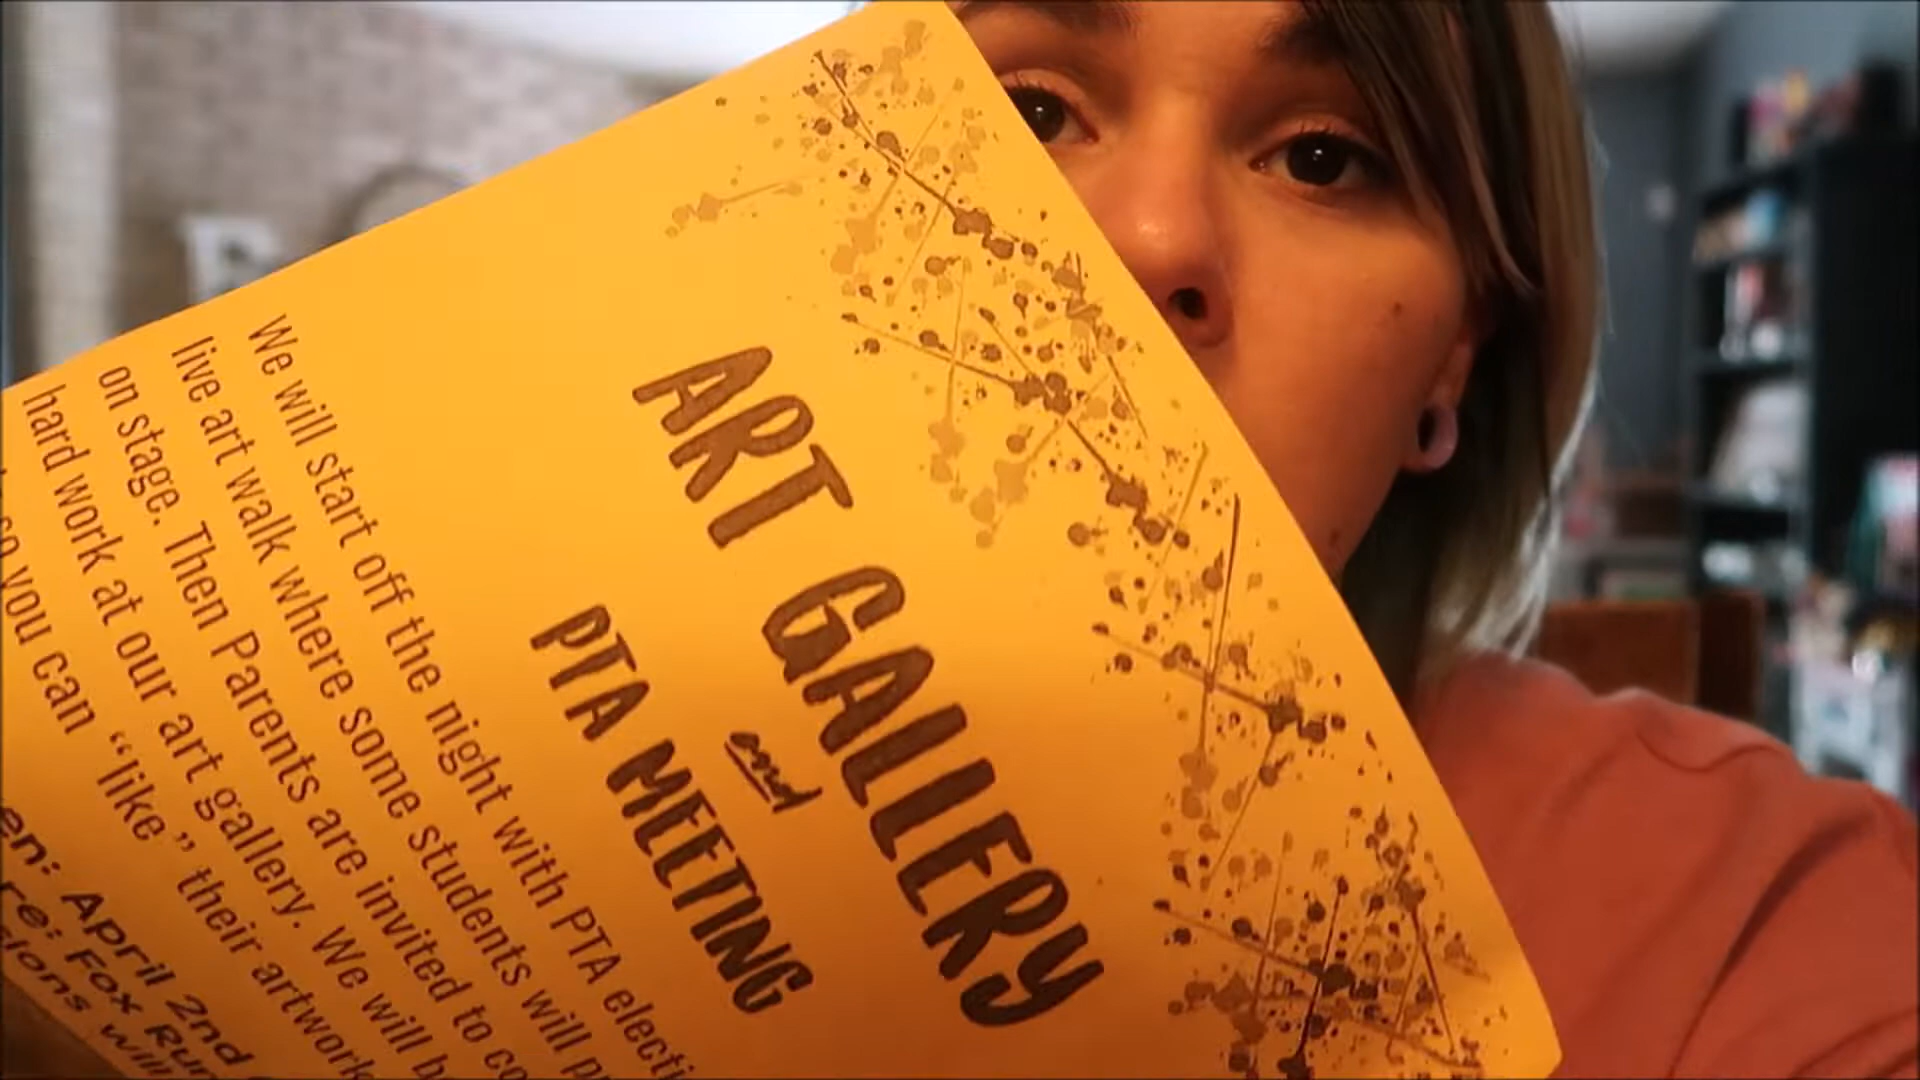 ART GALLERY
and
PTA MEETING
We will start off the night with PTA
live art walk where some students will
on stage. Then Parents are invited to
hard work at our art gallery. We will
you can “like” their artwork
April 2nd
Fox Run
will